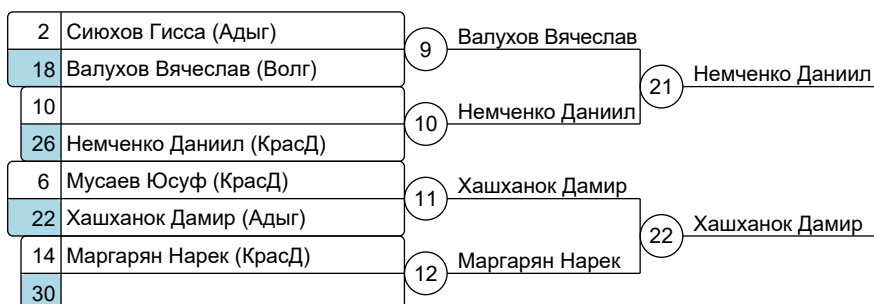 2 Сиюхов Гисса (Адыг)
18 Валухов Вячеслав (Волг)
9 Валухов Вячеслав
10
26 Немченко Даниил (КрасД)
10 Немченко Даниил
21 Немченко Даниил
6 Мусаев Юсуф (КрасД)
22 Хашханок Дамир (Адыг)
11 Хашханок Дамир
14 Маргарян Нарек (КрасД)
30
12 Маргарян Нарек
22 Хашханок Дамир